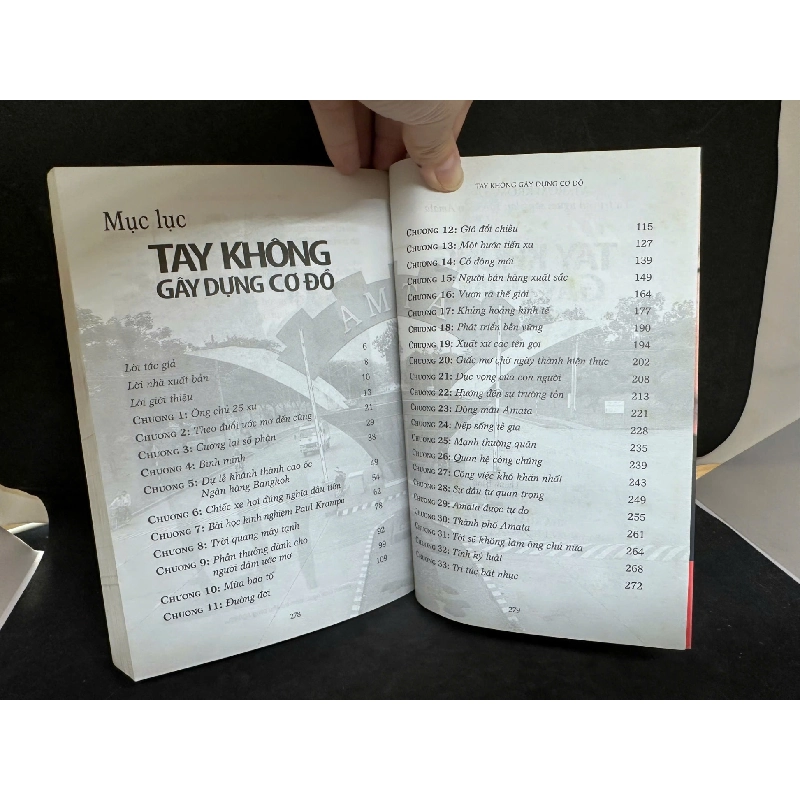 Mục lục
TAY KHÔNG
GÂY DỰNG CƠ ĐỒ
Lời tác giả 6
Lời nhà xuất bản 8
Lời giới thiệu 10
CHƯƠNG 1: Ông chủ 25 xu 13
CHƯƠNG 2: Theo đuổi ước mơ đến cùng 21
CHƯƠNG 3: Cưỡng lại số phận 29
CHƯƠNG 4: Bình minh 38
CHƯƠNG 5: Dự lễ khánh thành cao ốc
Ngân hàng Bangkok 49
CHƯƠNG 6: Chiếc xe hơi đúng nghĩa đầu tiên 54
CHƯƠNG 7: Bài học kinh nghiệm Paul Krampe 62
CHƯƠNG 8: Trời quang mây tạnh 78
CHƯƠNG 9: Phần thưởng dành cho
người dám ước mơ 92
CHƯƠNG 10: Mùa bão tố 99
CHƯƠNG 11: Đường đời 109
278
TAY KHÔNG GÂY DỰNG CƠ ĐỒ
CHƯƠNG 12: Gió đổi chiều 115
CHƯƠNG 13: Một bước tiến xa 127
CHƯƠNG 14: Cổ đông mới 139
CHƯƠNG 15: Người bán hàng xuất sắc 149
CHƯƠNG 16: Vươn ra thế giới 164
CHƯƠNG 17: Khủng hoảng kinh tế 177
CHƯƠNG 18: Phát triển bền vững 190
CHƯƠNG 19: Xuất xứ các tên gọi 194
CHƯƠNG 20: Giấc mơ chữ ngày thành hiện thực 202
CHƯƠNG 21: Dục vọng của con người 208
CHƯƠNG 22: Hướng đến sự trường tồn 213
CHƯƠNG 23: Dòng máu Amata 221
CHƯƠNG 24: Nếp sống tề gia 228
CHƯƠNG 25: Mạnh thường quân 235
CHƯƠNG 26: Quan hệ công chúng 239
CHƯƠNG 27: Công việc khó khăn nhất 243
CHƯƠNG 28: Sự đầu tư quan trọng 249
CHƯƠNG 29: Amata được tự do 255
CHƯƠNG 30: Thành phố Amata 261
CHƯƠNG 31: Tôi sẽ không làm ông chủ nữa 264
CHƯƠNG 32: Tính kỷ luật 268
CHƯƠNG 33: Trí tức bất nhục 272
279